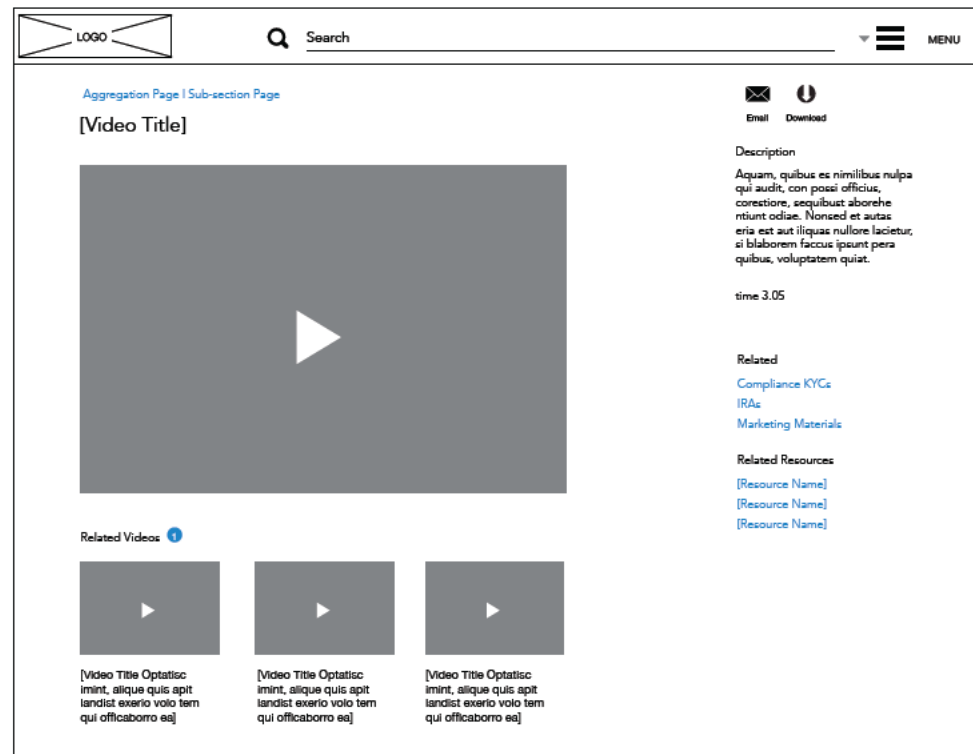 LOGO
Search
MENU
Aggregation Page | Sub-section Page
[Video Title]
Email Download
Description
Aquam, quibus es nimilibus nulpa
qui audit, con possi officius,
corestiore, sequibust aborehe
ntiunt odiae. Nonsed et autas
eria est aut iliquas nullore lacietur,
si blaborem faccus ipsunt pera
quibus, voluptatem quiat.
time 3.05
Related
Compliance KYCs
IRAs
Marketing Materials
Related Resources
[Resource Name]
[Resource Name]
[Resource Name]
Related Videos 1
[Video Title Optatisc
imint, alique quis apit
landist exerio volo tem
qui officaborro ea]
[Video Title Optatisc
imint, alique quis apit
landist exerio volo tem
qui officaborro ea]
[Video Title Optatisc
imint, alique quis apit
landist exerio volo tem
qui officaborro ea]